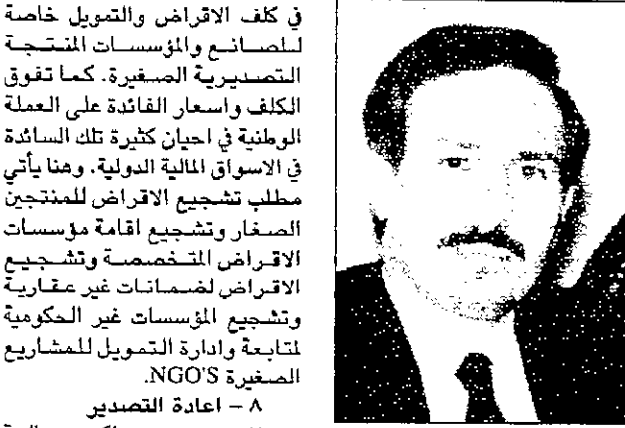 في كلف الاقراض والتمويل خاصة
للمصانع والمؤسسات المنتجة
التصديرية الصغيرة. كما تفوق
الكلف واسعار الفائدة على العملة
الوطنية في احيان كثيرة تلك السائدة
في الاسواق المالية الدولية. وهنا يأتي
مطلب تشجيع الاقراض للمنتجين
الصغار وتشجيع اقامة مؤسسات
الاقراض المتخصصة وتشجيع
الاقراض لضمانات غير عقارية
وتشجيع المؤسسات غير الحكومية
لمتابعة وادارة التمويل للمشاريع
الصغيرة NGO'S.
٨ – اعادة التصدير